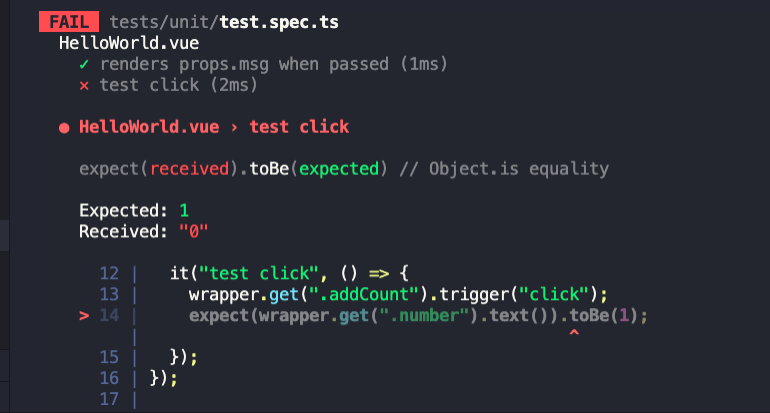 FAIL tests/unit/test.spec.ts
HelloWorld.vue
✓ renders props.msg when passed (1ms)
✕ test click (2ms)
● HelloWorld.vue › test click
expect(received).toBe(expected) // Object.is equality
Expected: 1
Received: "0"
12 | it("test click", () => {
13 | wrapper.get(".addCount").trigger("click");
> 14 | expect(wrapper.get(".number").text()).toBe(1);
| ^
15 | });
16 | });
17 |